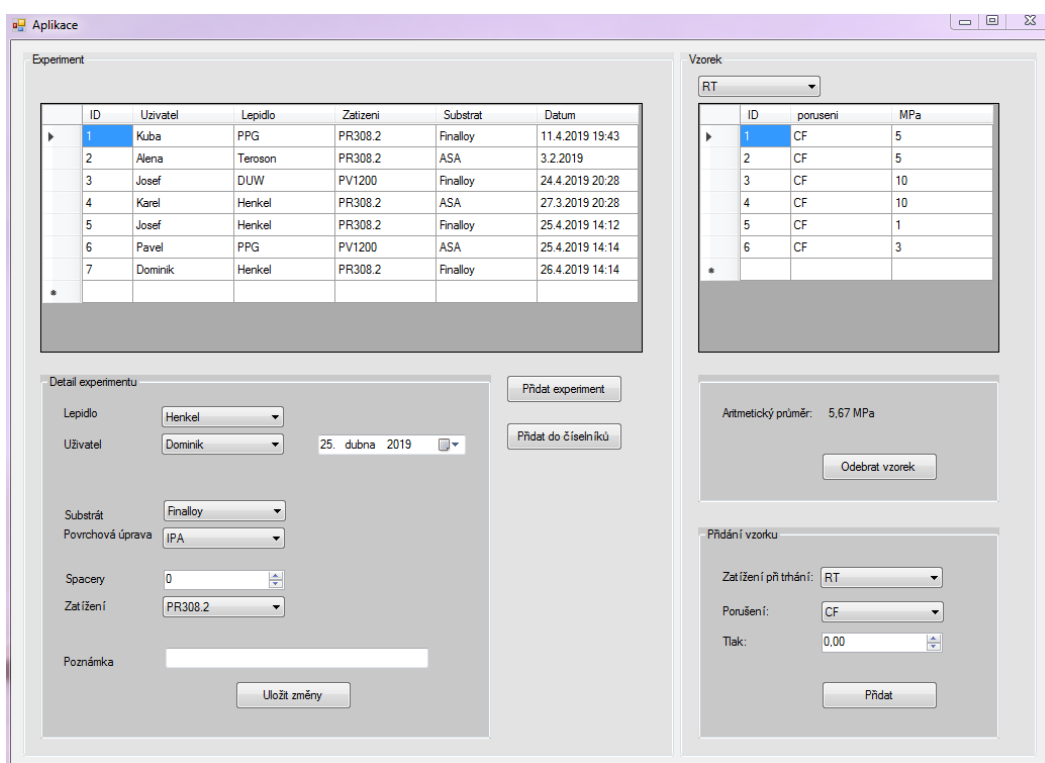 Aplikace
Experiment
ID Uzivatel Lepidlo Zatizeni Substrat Datum
1 Kuba PPG PR308.2 Finalloy 11.4.2019 19:43
2 Alena Teroson PR308.2 ASA 3.2.2019
3 Josef DUW PV1200 Finalloy 24.4.2019 20:28
4 Karel Henkel PR308.2 ASA 27.3.2019 20:28
5 Josef Henkel PR308.2 Finalloy 25.4.2019 14:12
6 Pavel PPG PV1200 ASA 25.4.2019 14:14
7 Dominik Henkel PR308.2 Finalloy 26.4.2019 14:14
Detail experimentu
Lepidlo Henkel
Uživatel Dominik 25. dubna 2019
Substrát Finalloy
Povrchová úprava IPA
Spacery 0
Zatížení PR308.2
Poznámka
Uložit změny
Přidat experiment
Přidat do číselníků
Vzorek
RT
ID poruseni MPa
1 CF 5
2 CF 5
3 CF 10
4 CF 10
5 CF 1
6 CF 3
Aritmetický průměr: 5,67 MPa
Odebrat vzorek
Přidání vzorku
Zatížení při trhání: RT
Porušení: CF
Tlak: 0,00
Přidat